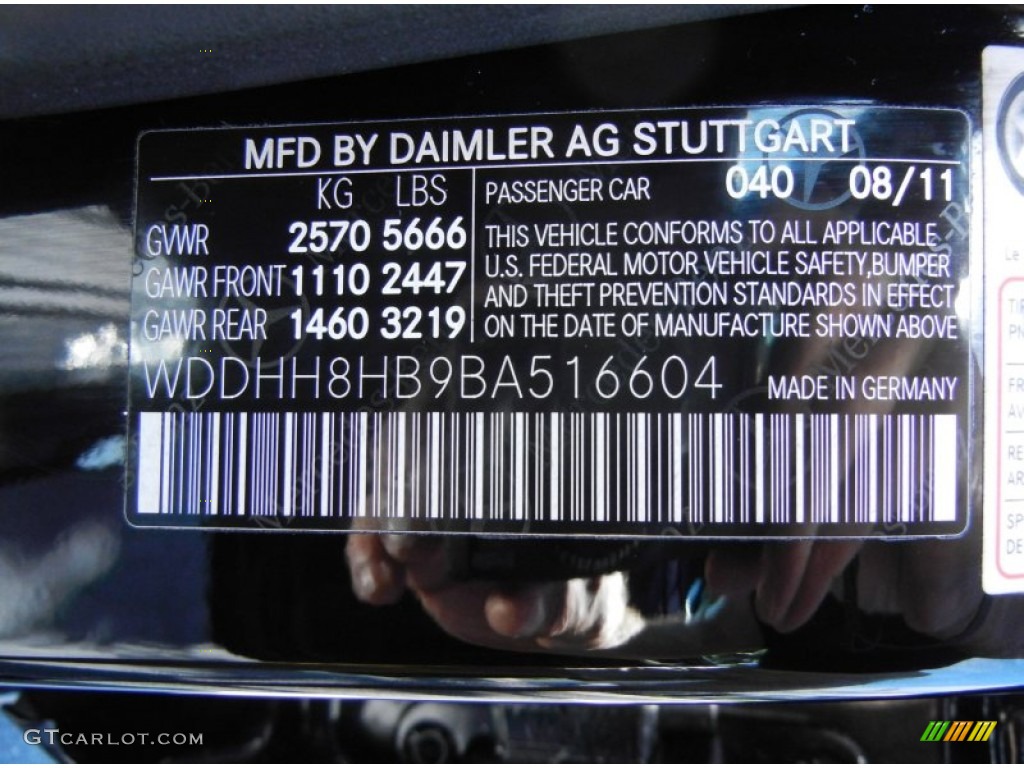 MFD BY DAIMLER AG STUTTGART
KG LBS
GVWR 2570 5666
GAWR FRONT 1110 2447
GAWR REAR 1460 3219
PASSENGER CAR 040 08/11
THIS VEHICLE CONFORMS TO ALL APPLICABLE
U.S. FEDERAL MOTOR VEHICLE SAFETY,BUMPER
AND THEFT PREVENTION STANDARDS IN EFFECT
ON THE DATE OF MANUFACTURE SHOWN ABOVE
WDDHH8HB9BA516604 MADE IN GERMANY
Le
GTCARLOT.COM